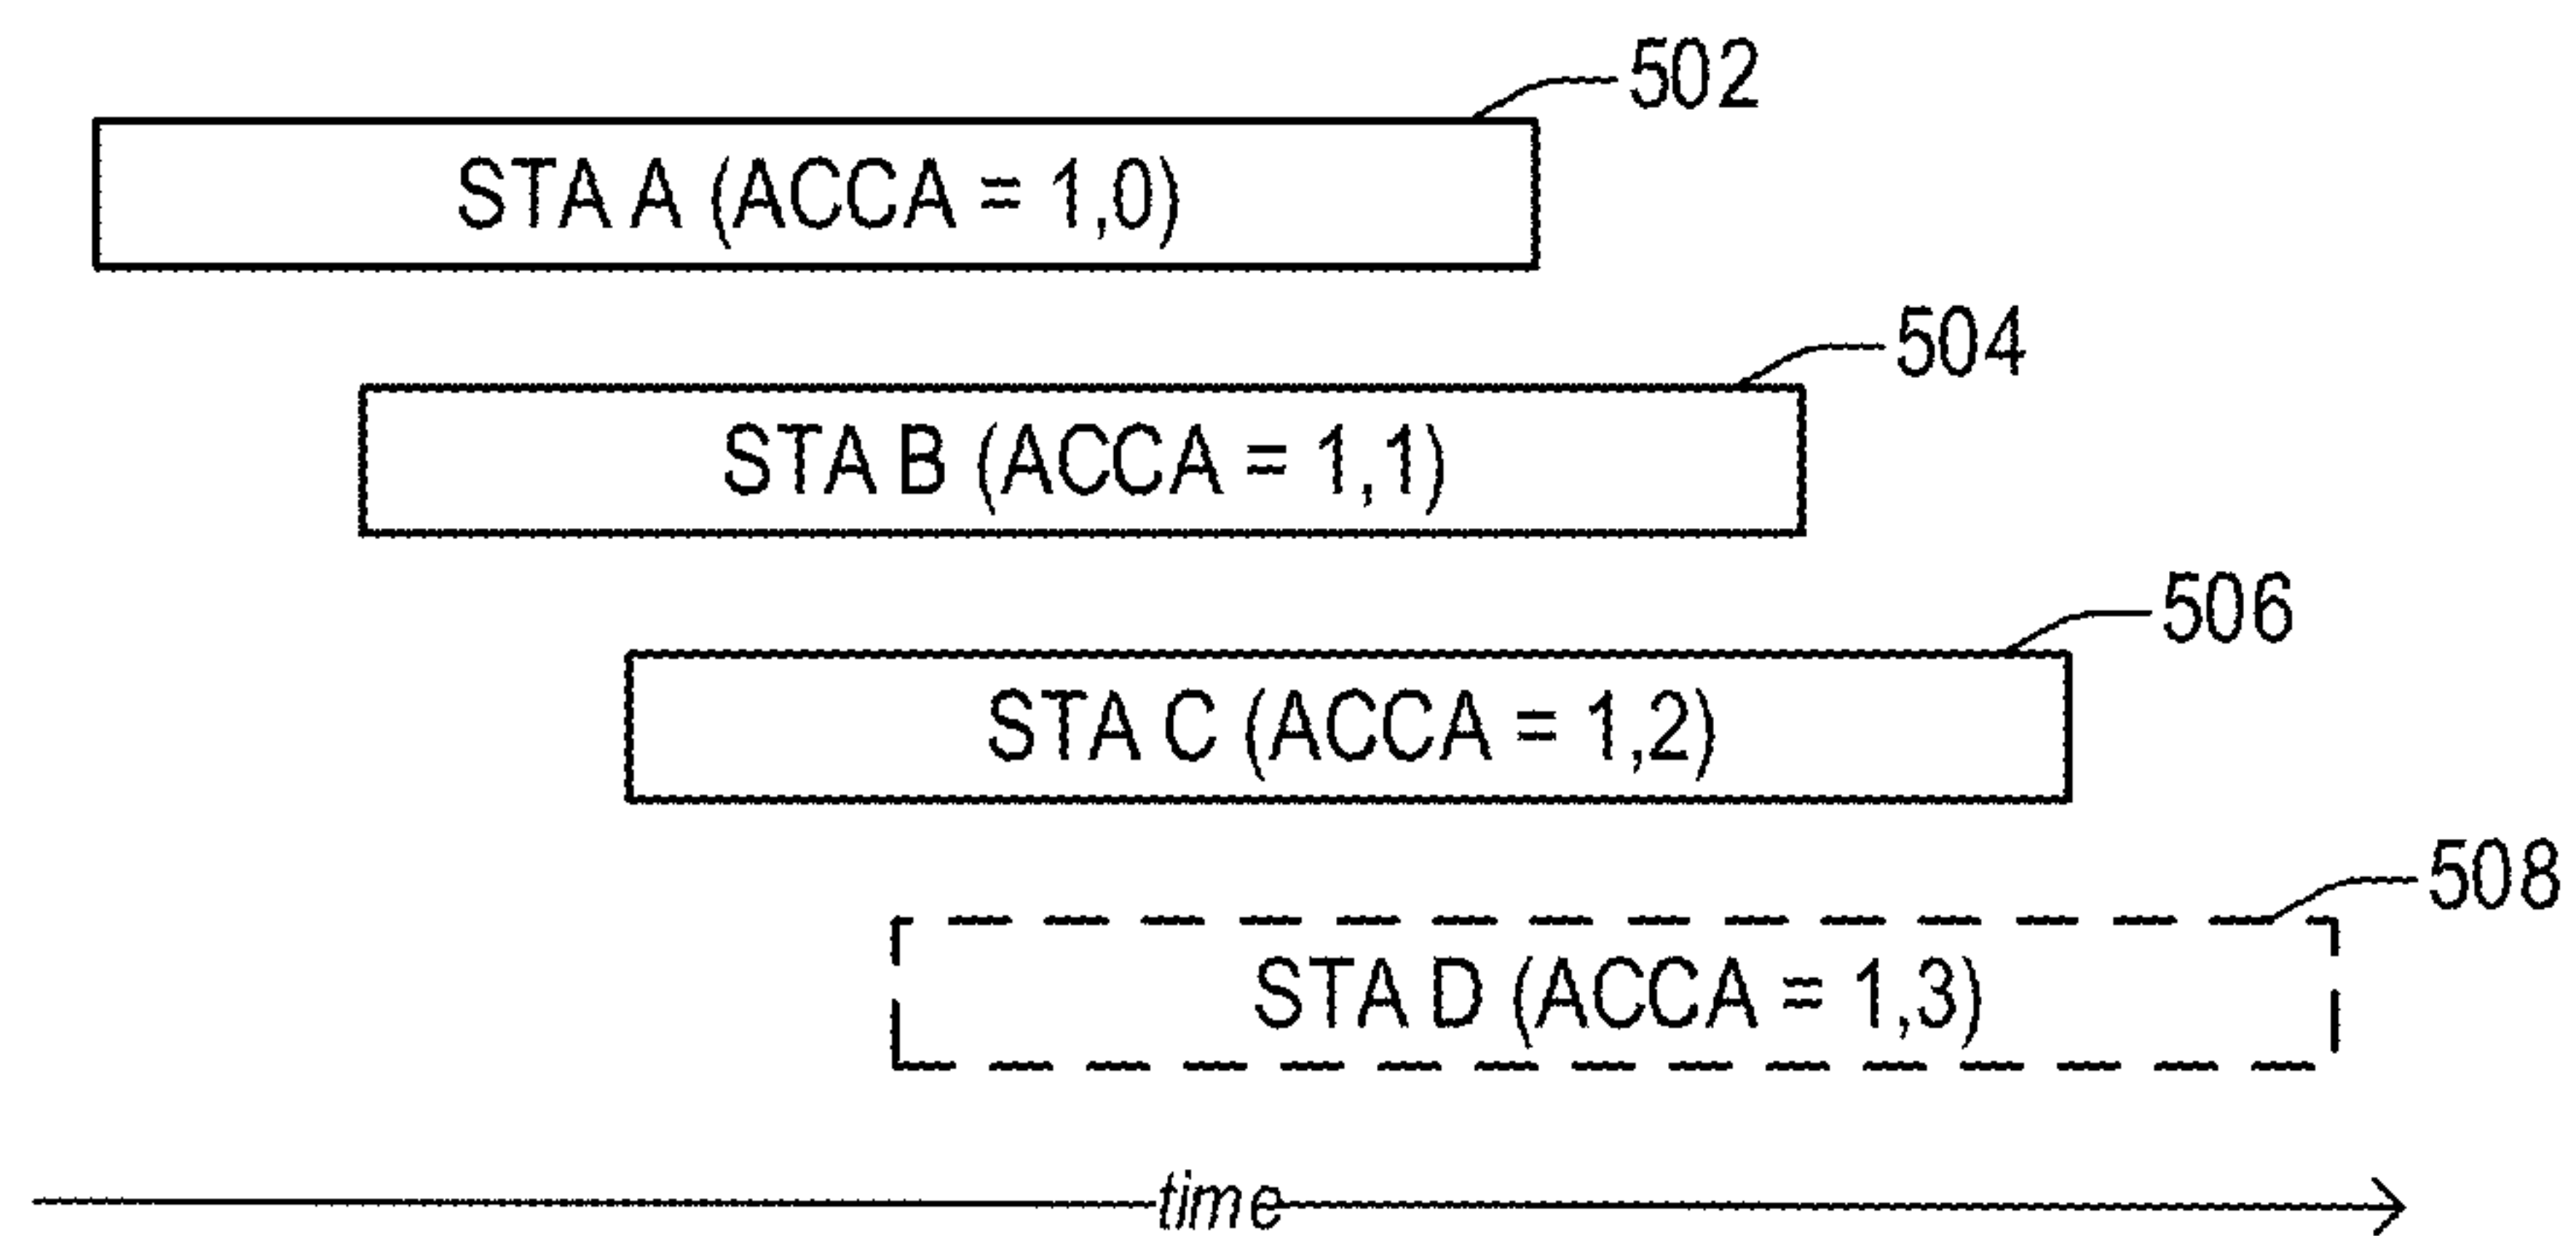 502
STA A (ACCA = 1,0)
504
STA B (ACCA = 1,1)
506
STA C (ACCA = 1,2)
508
STA D (ACCA = 1,3)
time